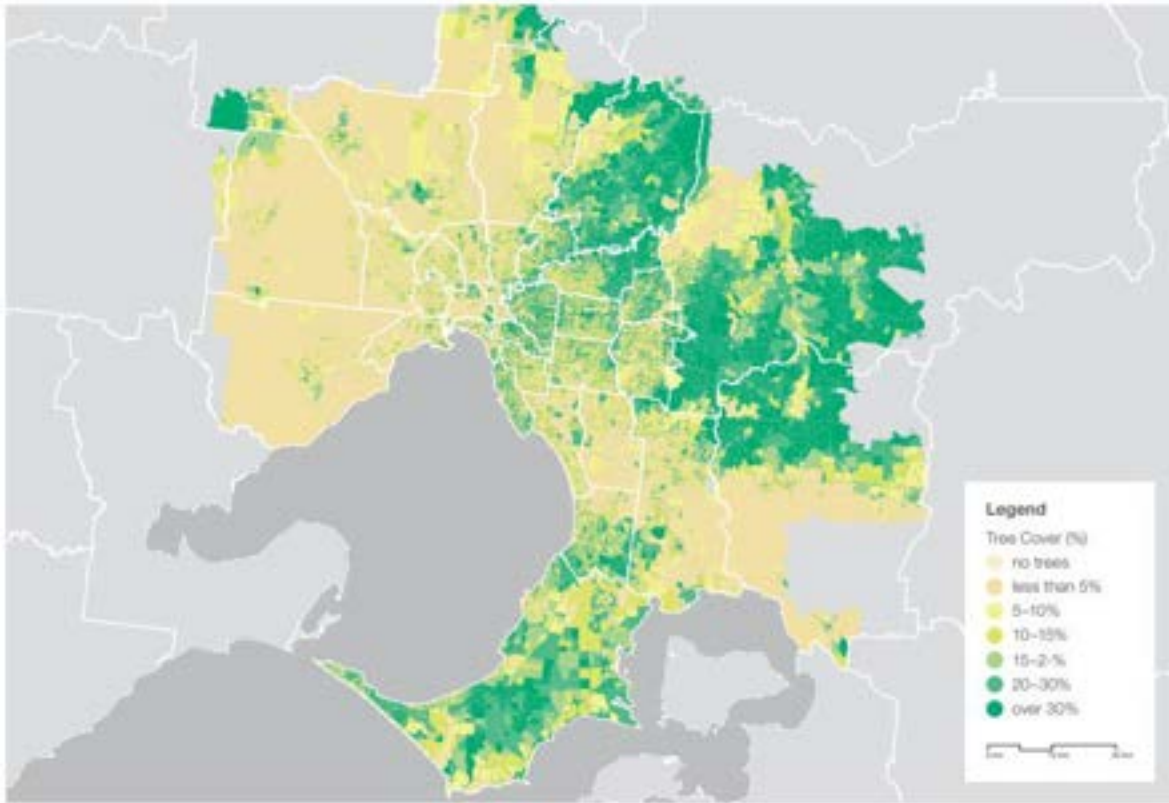 Legend
Tree Cover (%)
no trees
less than 5%
5–10%
10–15%
15–2-%
20–30%
over 30%